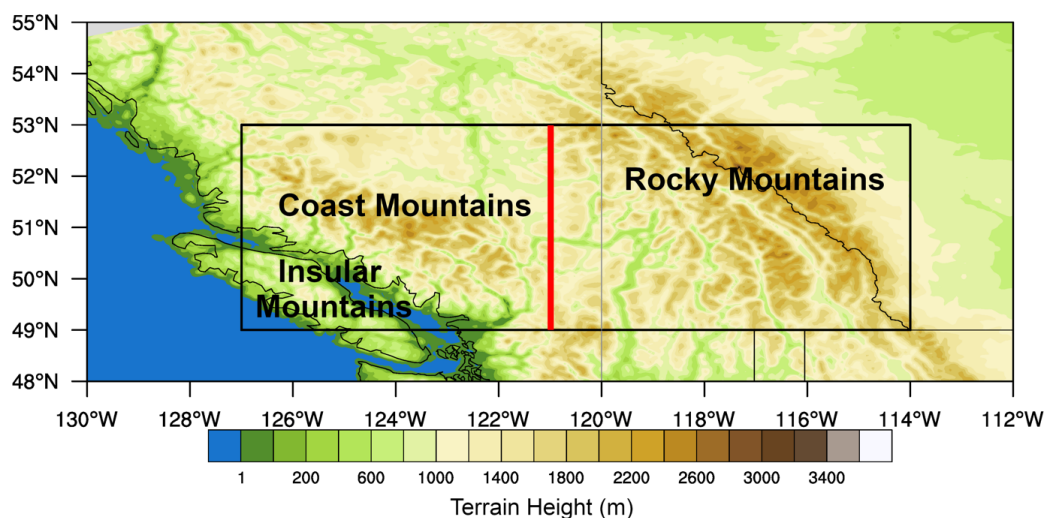 55°N
54°N
53°N
52°N
51°N
50°N
49°N
48°N
Rocky Mountains
Coast Mountains
Insular
Mountains
130°W 128°W 126°W 124°W 122°W 120°W 118°W 116°W 114°W 112°W
1 200 600 1000 1400 1800 2200 2600 3000 3400
Terrain Height (m)